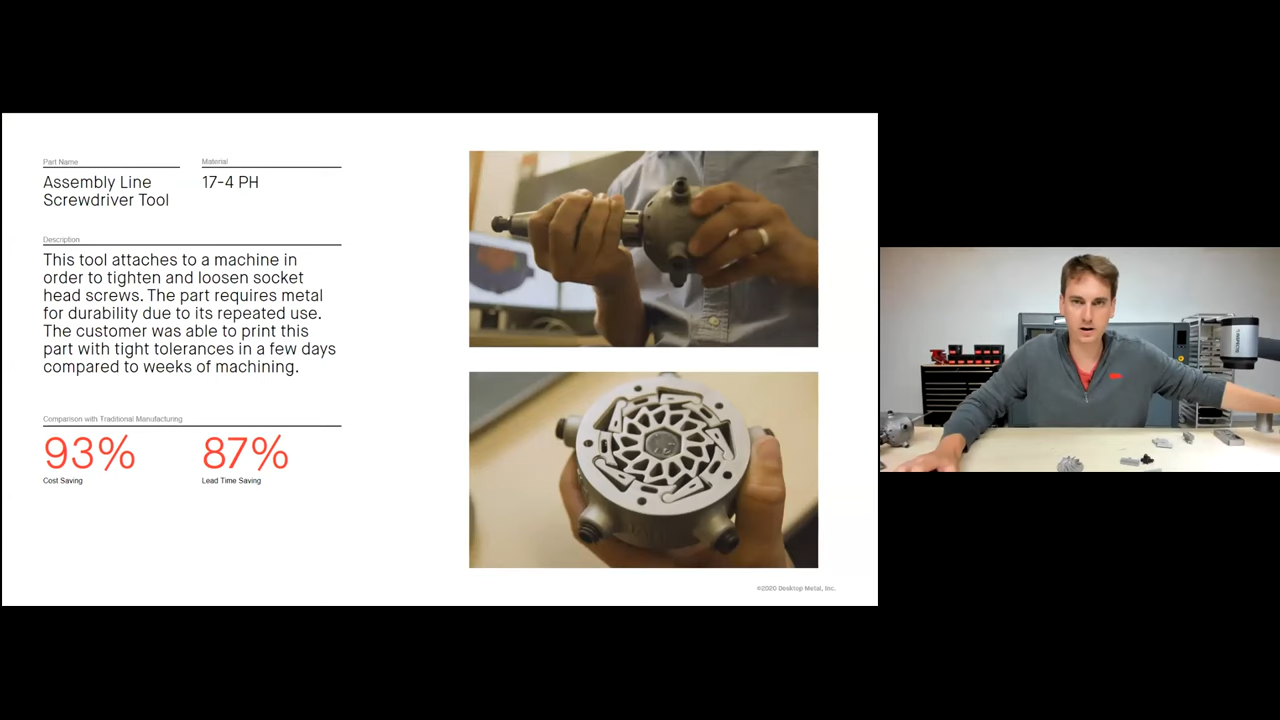 Part Name
Material
Assembly Line
Screwdriver Tool
17-4 PH
Description
This tool attaches to a machine in
order to tighten and loosen socket
head screws. The part requires metal
for durability due to its repeated use.
The customer was able to print this
part with tight tolerances in a few days
compared to weeks of machining.
Comparison with Traditional Manufacturing
93%
87%
Cost Saving
Lead Time Saving
©2020 Desktop Metal, Inc.